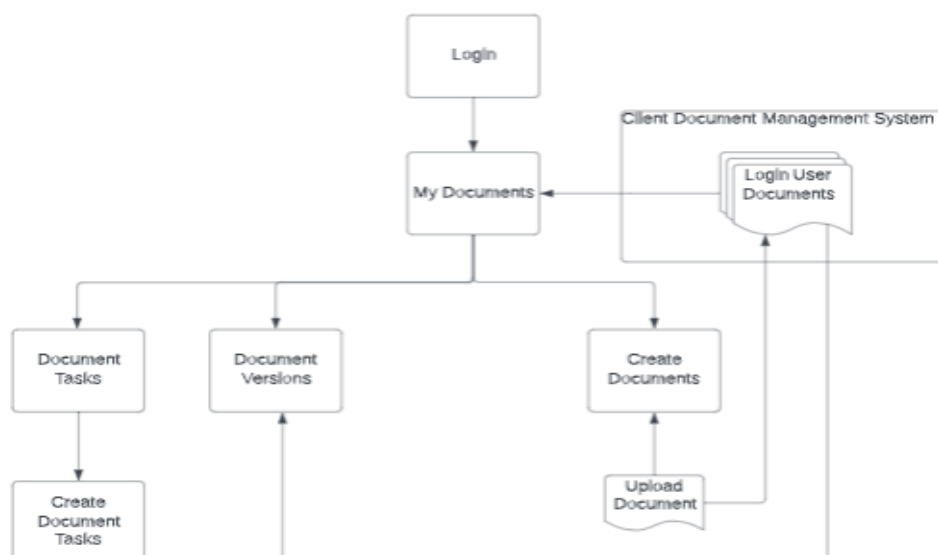 Login
Client Document Management System
Login User
Documents
My Documents
Document
Tasks
Document
Versions
Create
Documents
Upload
Document
Create
Document
Tasks